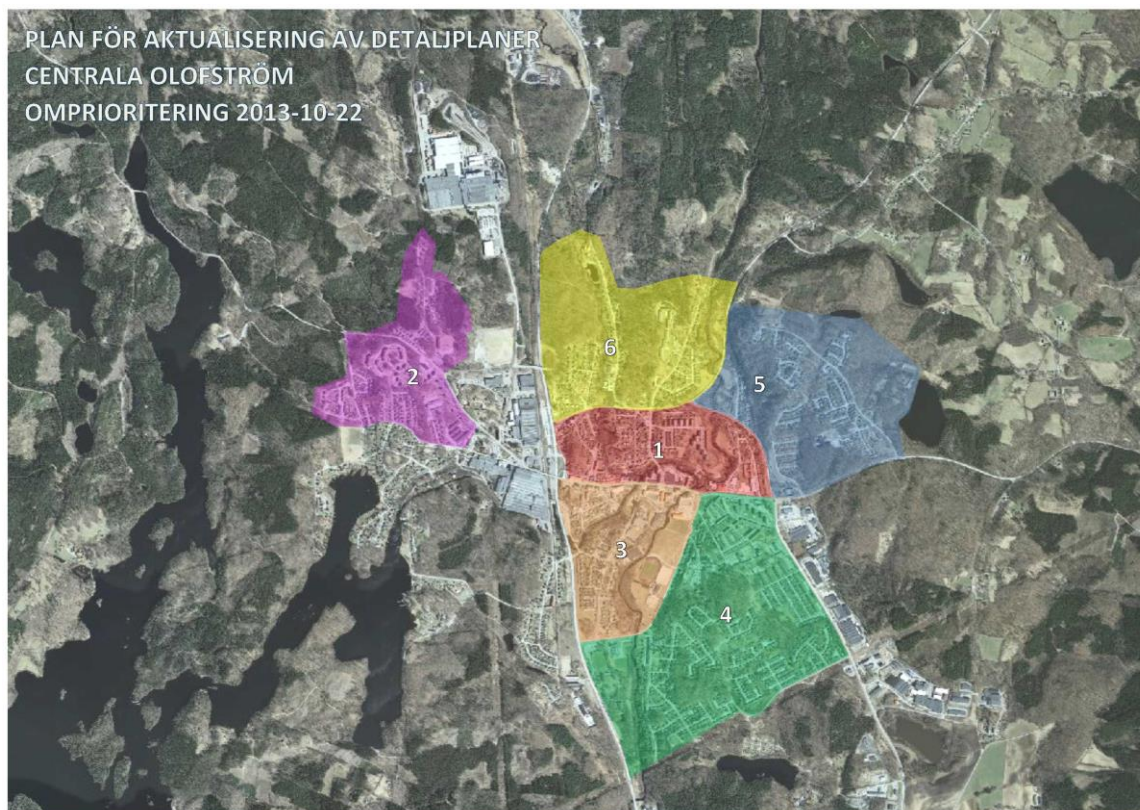 PLAN FÖR AKTUALISERING AV DETALJPLANER
CENTRALA OLOFSTRÖM
OMPRIORITERING 2013-10-22
6
2
5
1
3
4